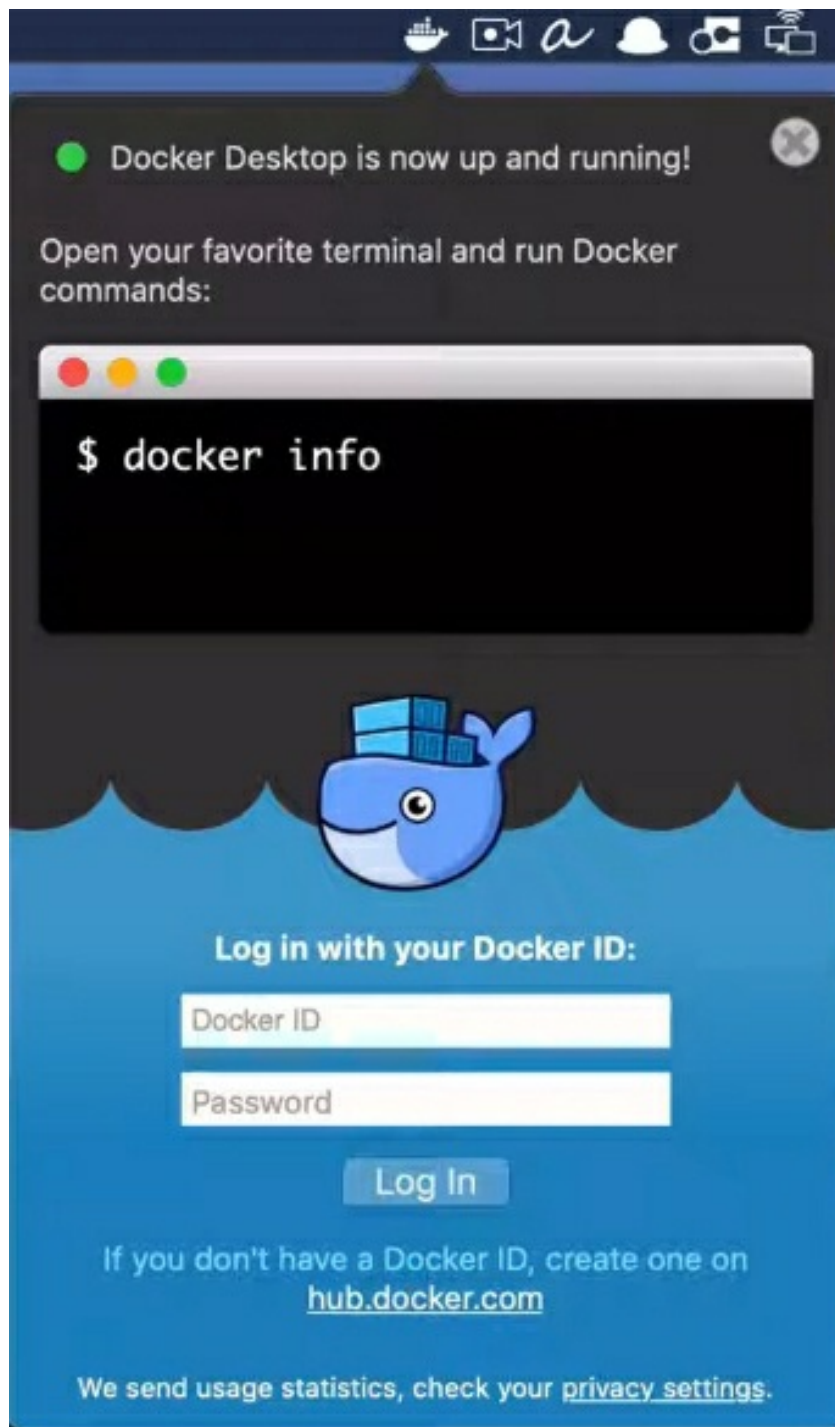 Docker Desktop is now up and running!
Open your favorite terminal and run Docker
commands:
$ docker info
Log in with your Docker ID:
Docker ID
Password
Log In
If you don't have a Docker ID, create one on
hub.docker.com
We send usage statistics, check your privacy settings.